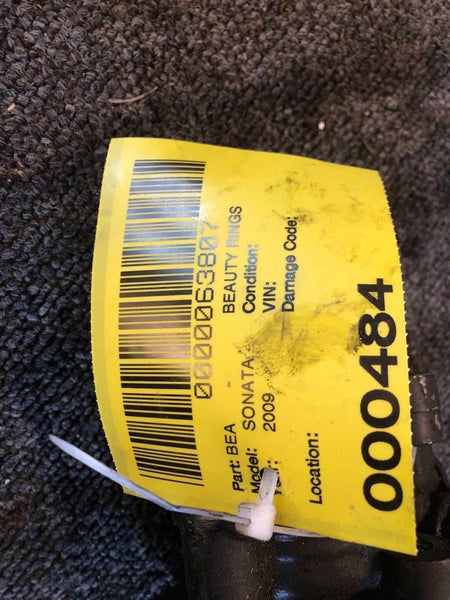 0000063807
Part: BEA BEAUTY RINGS
Model: SONATA Condition:
2009 VIN:
Damage Code:
Location:
000484